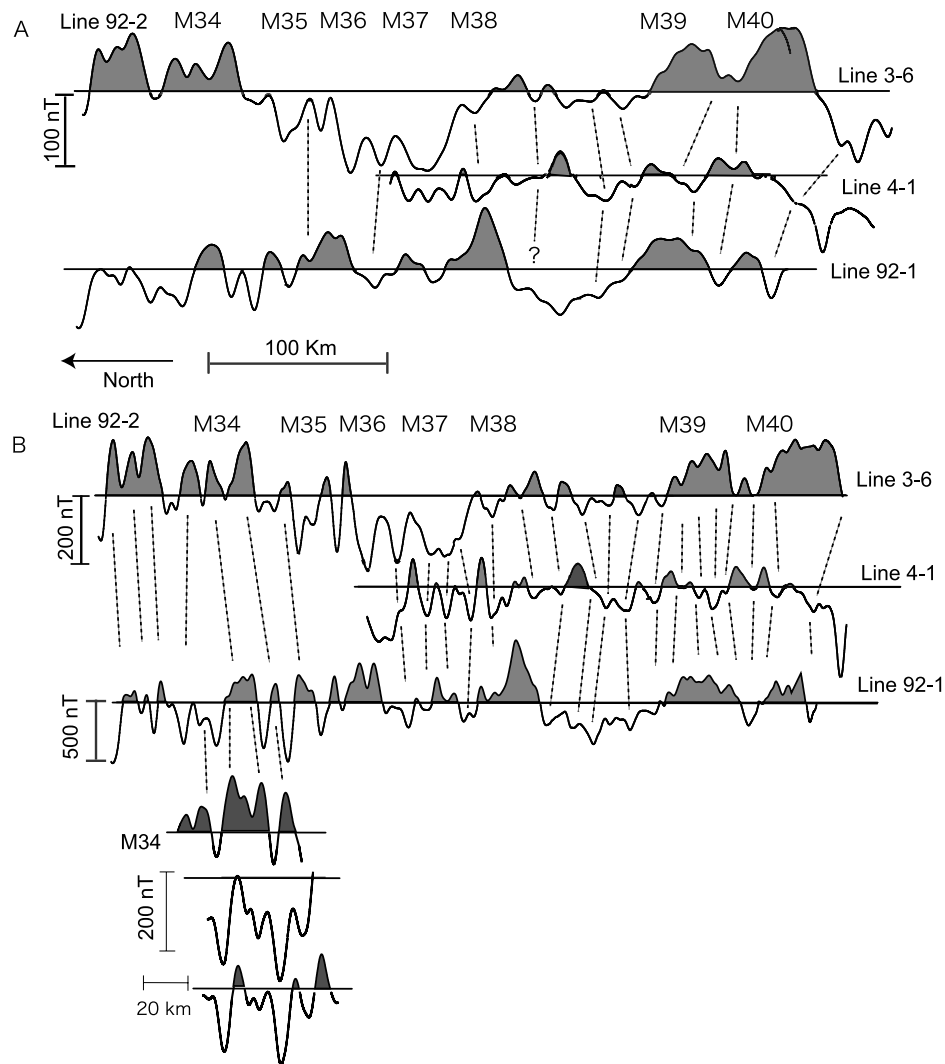 A
Line 92-2 M34 M35 M36 M37 M38 M39 M40
Line 3-6
100 nT
Line 4-1
?
Line 92-1
100 Km
North
B
Line 92-2 M34 M35 M36 M37 M38 M39 M40
Line 3-6
200 nT
Line 4-1
Line 92-1
500 nT
M34
200 nT
20 km